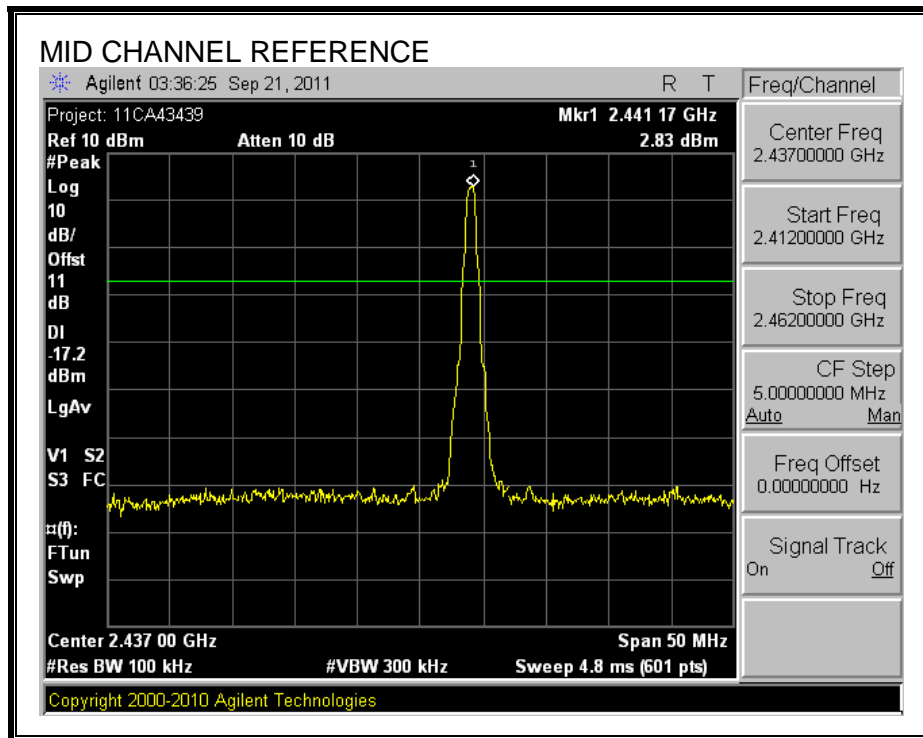 MID CHANNEL REFERENCE
Agilent 03:36:25 Sep 21, 2011 R T
Freq/Channel
Project: 11CA43439 Mkr1 2.441 17 GHz
Ref 10 dBm Atten 10 dB 2.83 dBm
#Peak
Log
10
dB/
Offst
11
dB
DI
-17.2
dBm
LgAv
V1 S2
S3 FC
¤(f):
FTun
Swp
1
Center 2.437 00 GHz Span 50 MHz
#Res BW 100 kHz #VBW 300 kHz Sweep 4.8 ms (601 pts)
Center Freq
2.43700000 GHz
Start Freq
2.41200000 GHz
Stop Freq
2.46200000 GHz
CF Step
5.00000000 MHz
Auto Man
Freq Offset
0.00000000 Hz
Signal Track
On Off
Copyright 2000-2010 Agilent Technologies